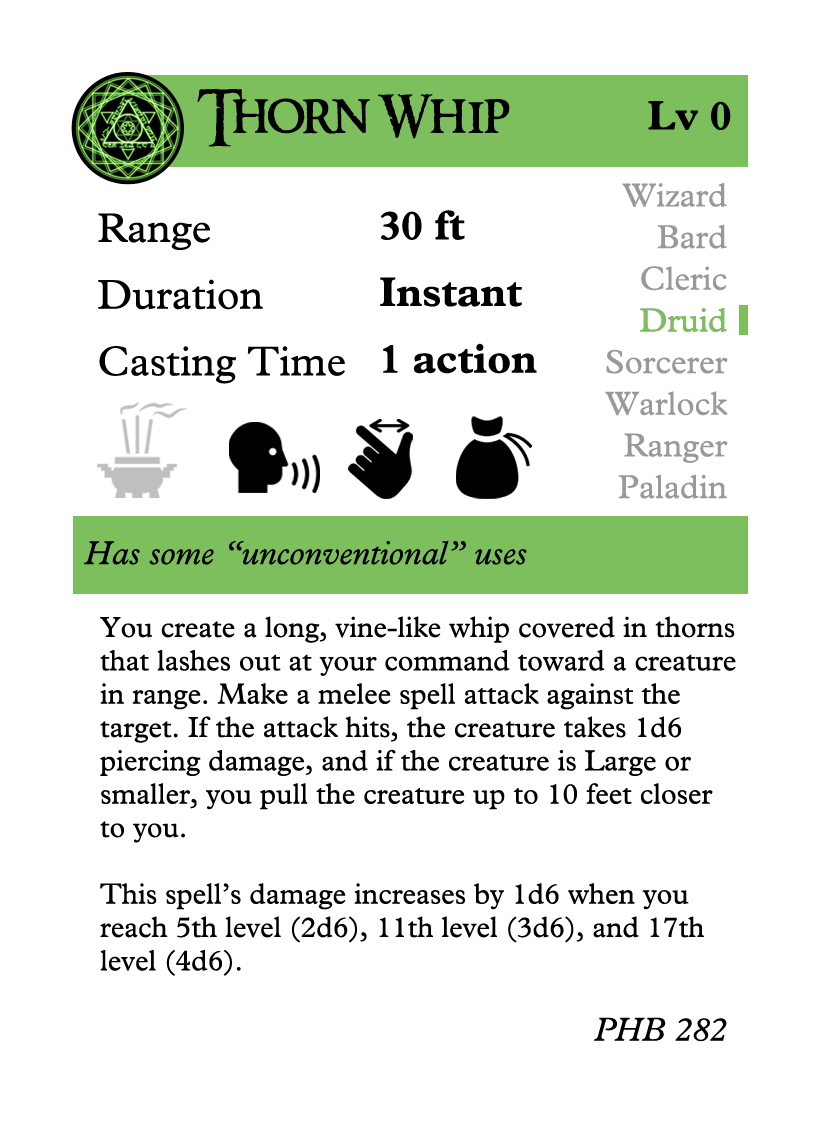 Thorn Whip
Lv 0
Range 30 ft
Duration Instant
Casting Time 1 action
Wizard
Bard
Cleric
Druid
Sorcerer
Warlock
Ranger
Paladin
Has some “unconventional” uses
You create a long, vine-like whip covered in thorns
that lashes out at your command toward a creature
in range. Make a melee spell attack against the
target. If the attack hits, the creature takes 1d6
piercing damage, and if the creature is Large or
smaller, you pull the creature up to 10 feet closer
to you.
This spell’s damage increases by 1d6 when you
reach 5th level (2d6), 11th level (3d6), and 17th
level (4d6).
PHB 282